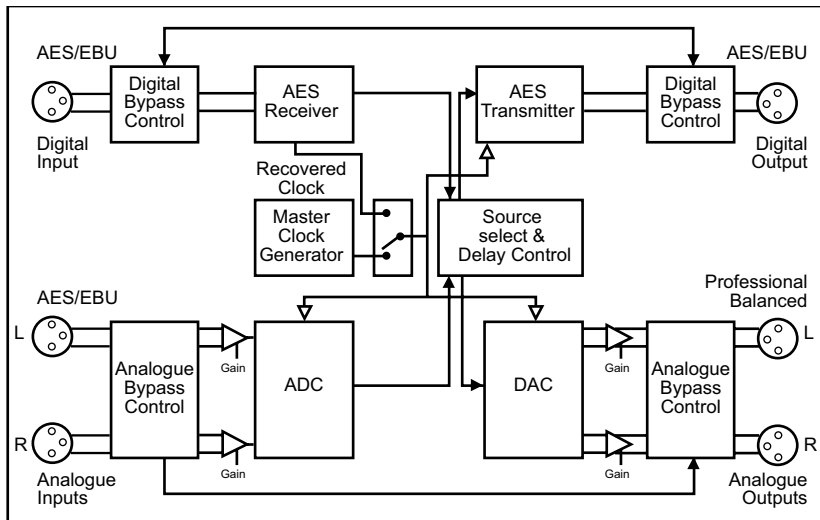 AES/EBU
AES/EBU
Digital
Bypass
Control
AES
Receiver
AES
Transmitter
Digital
Bypass
Control
Digital
Input
Digital
Output
Recovered
Clock
Master
Clock
Generator
Source
select &
Delay Control
AES/EBU
Professional
Balanced
L
L
Analogue
Bypass
Control
Gain
ADC
DAC
Gain
Analogue
Bypass
Control
R
R
Gain
Gain
Analogue
Inputs
Analogue
Outputs